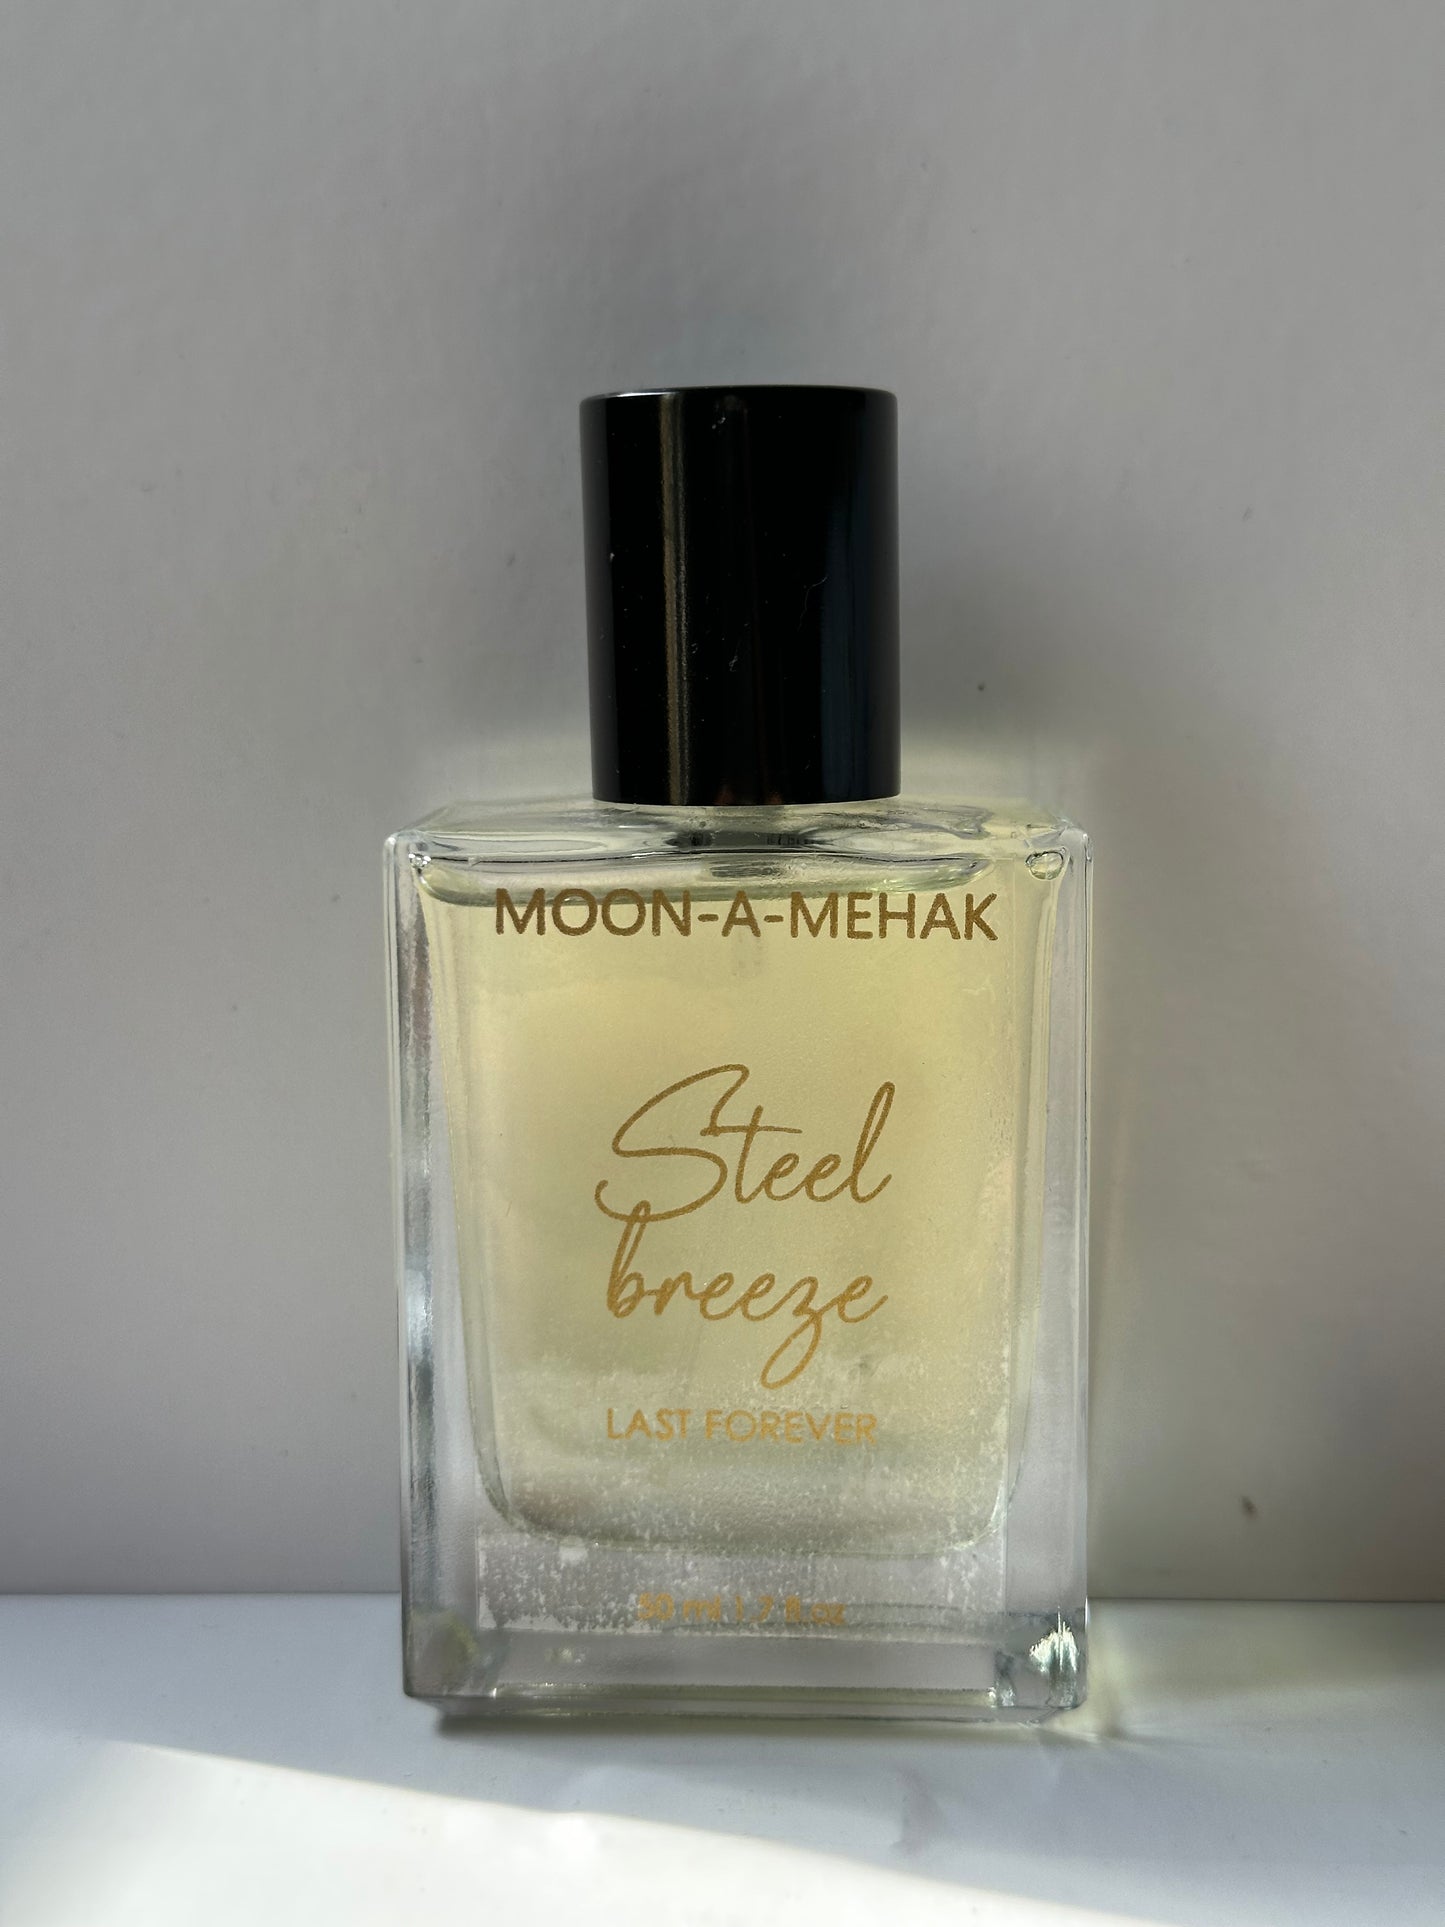 MOON-A-MEHAK
Steel
breeze
LAST FOREVER
50 ml 1.7 fl.oz